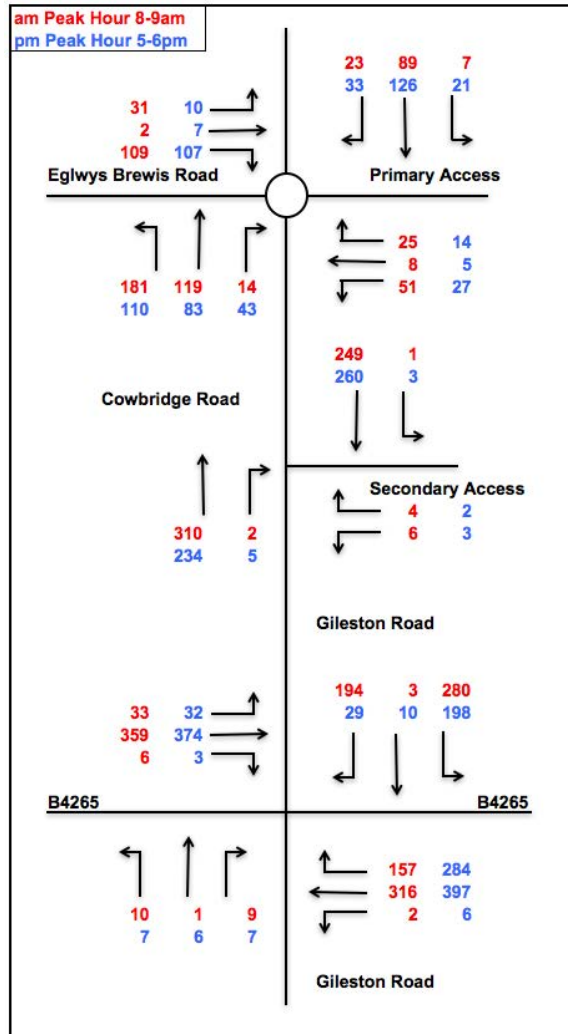 am Peak Hour 8-9am
pm Peak Hour 5-6pm
23 89 7
33 126 21
31 10
2 7
109 107
Eglwys Brewis Road
Primary Access
25 14
8 5
51 27
181 119 14
110 83 43
249 1
260 3
Cowbridge Road
Secondary Access
4 2
6 3
310 2
234 5
Gileston Road
194 3 280
29 10 198
33 32
359 374
6 3
B4265
B4265
157 284
316 397
2 6
10 1 9
7 6 7
Gileston Road